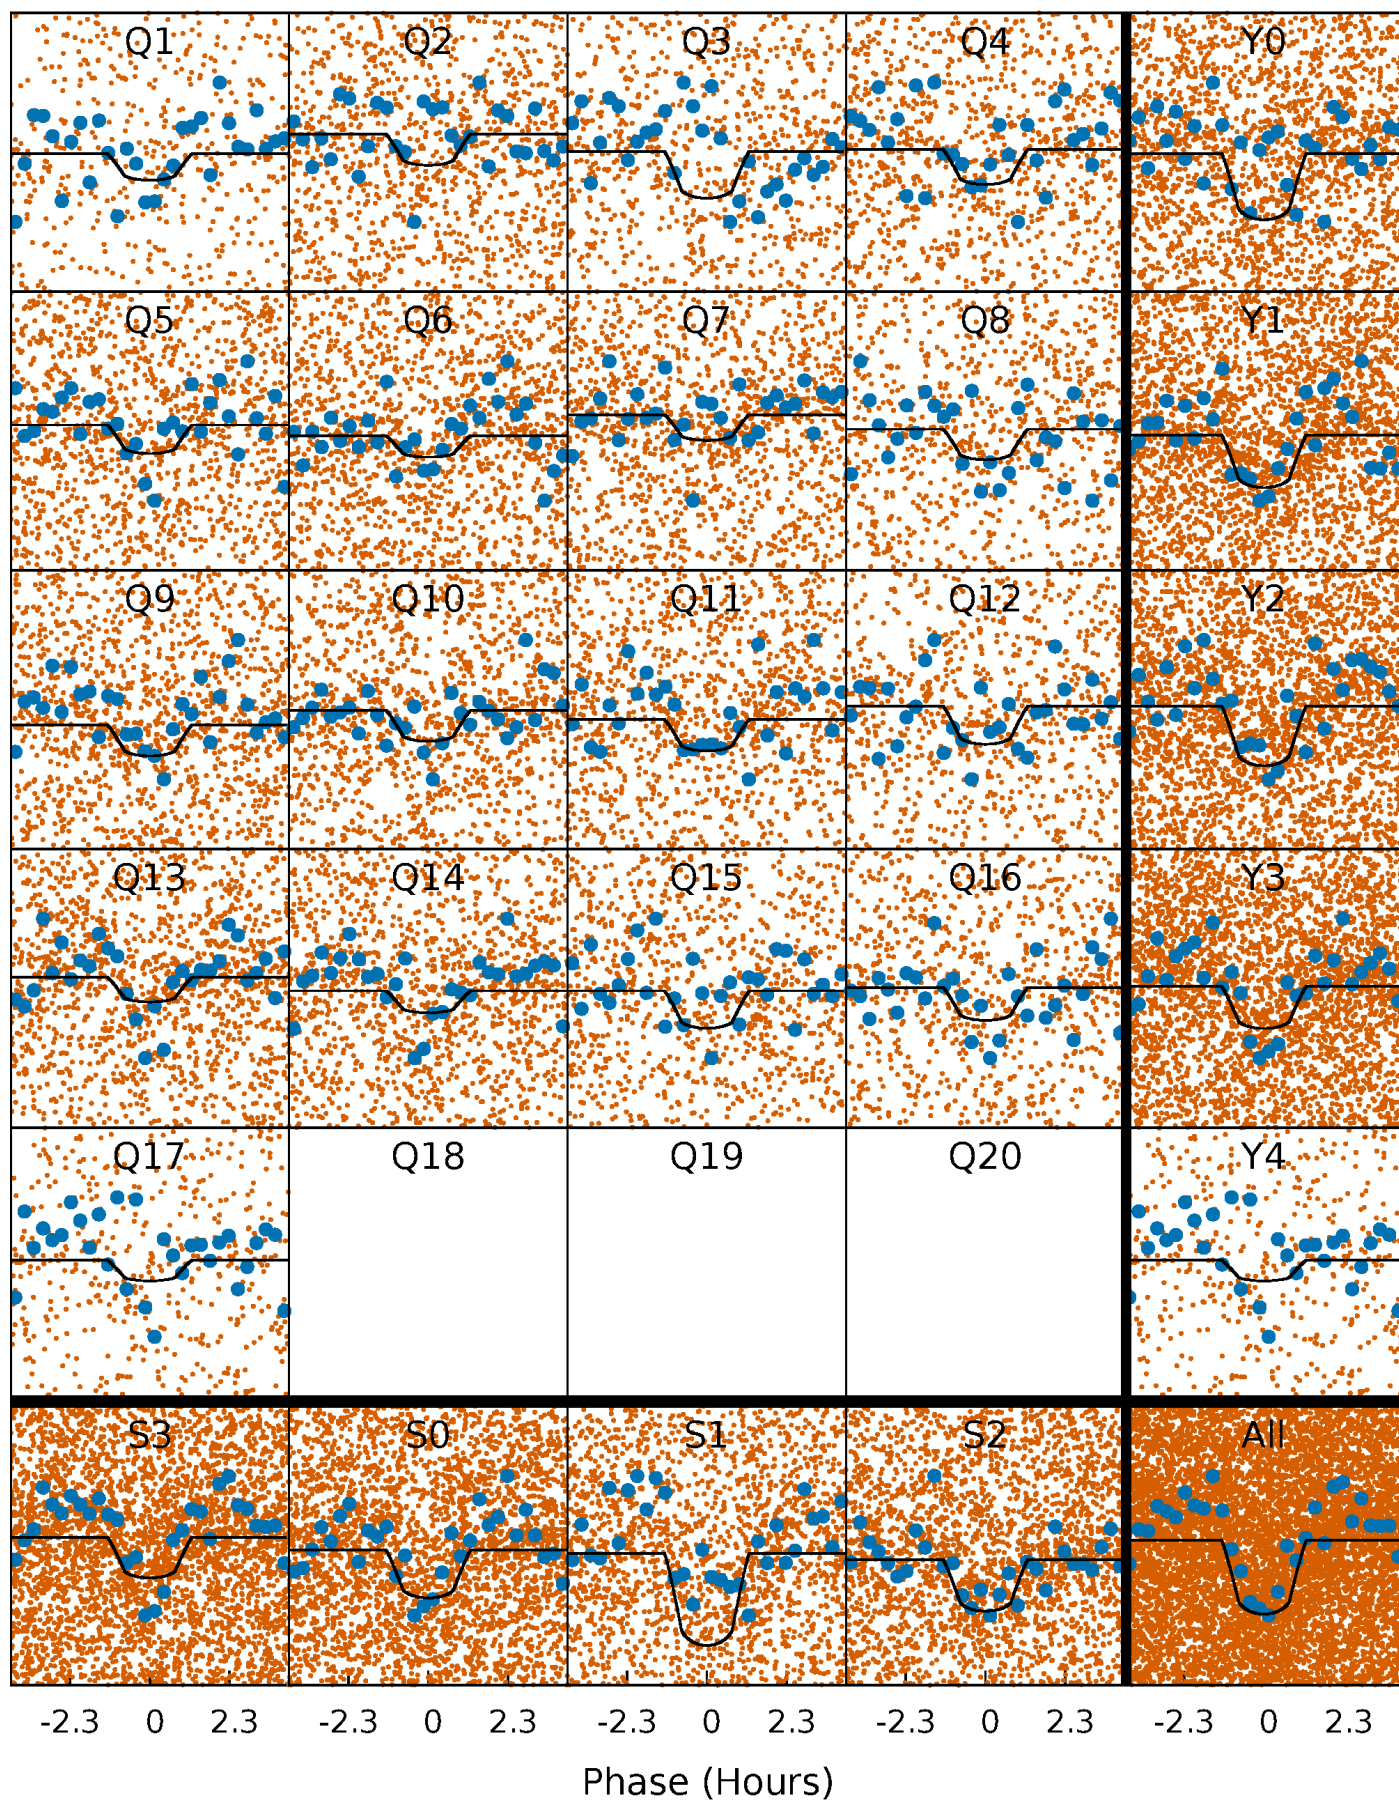 Q1 Q2 Q3 Q4 Y0
Q5 Q6 Q7 Q8 Y1
Q9 Q10 Q11 Q12 Y2
Q13 Q14 Q15 Q16 Y3
Q17 Q18 Q19 Q20 Y4
S3 S0 S1 S2 All
-2.3 0 2.3 -2.3 0 2.3 -2.3 0 2.3 -2.3 0 2.3 -2.3 0 2.3
Phase (Hours)